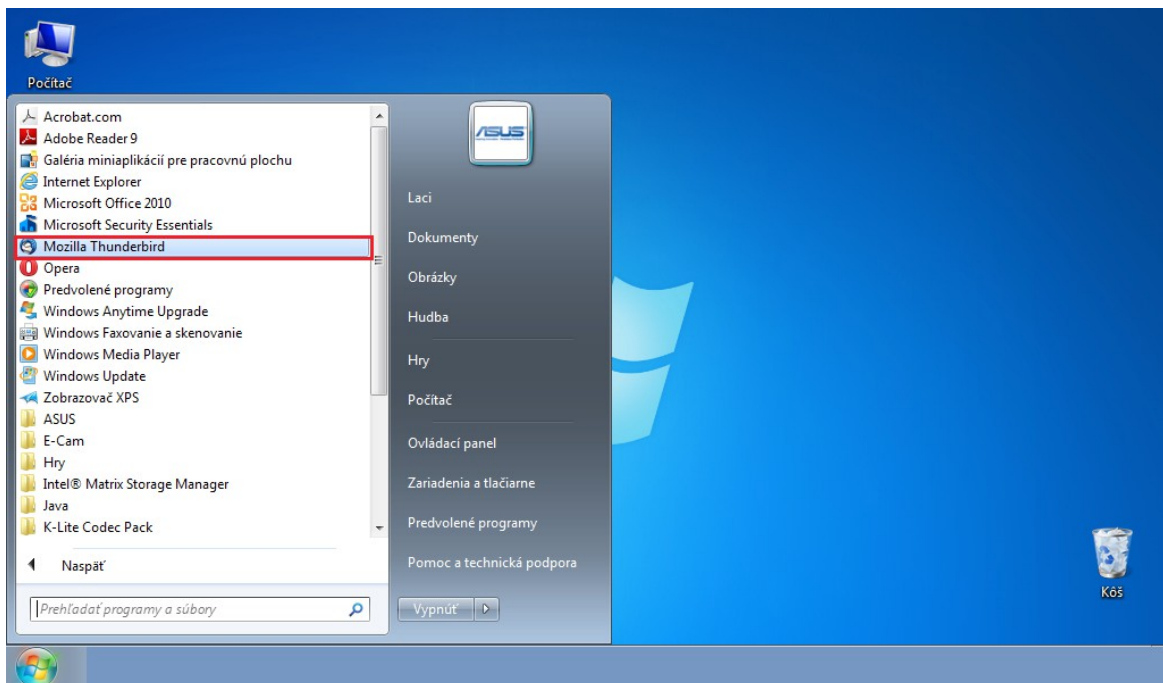 Počítač
Acrobat.com
Adobe Reader 9
Galéria miniaplikácií pre pracovnú plochu
Internet Explorer
Microsoft Office 2010
Microsoft Security Essentials
Mozilla Thunderbird
Opera
Predvolené programy
Windows Anytime Upgrade
Windows Faxovanie a skenovanie
Windows Media Player
Windows Update
Zobrazovač XPS
ASUS
E-Cam
Hry
Intel® Matrix Storage Manager
Java
K-Lite Codec Pack
Naspäť
Prehľadať programy a súbory
ASUS
Laci
Dokumenty
Obrázky
Hudba
Hry
Počítač
Ovládací panel
Zariadenia a tlačiarne
Predvolené programy
Pomoc a technická podpora
Vypnúť
Kôš